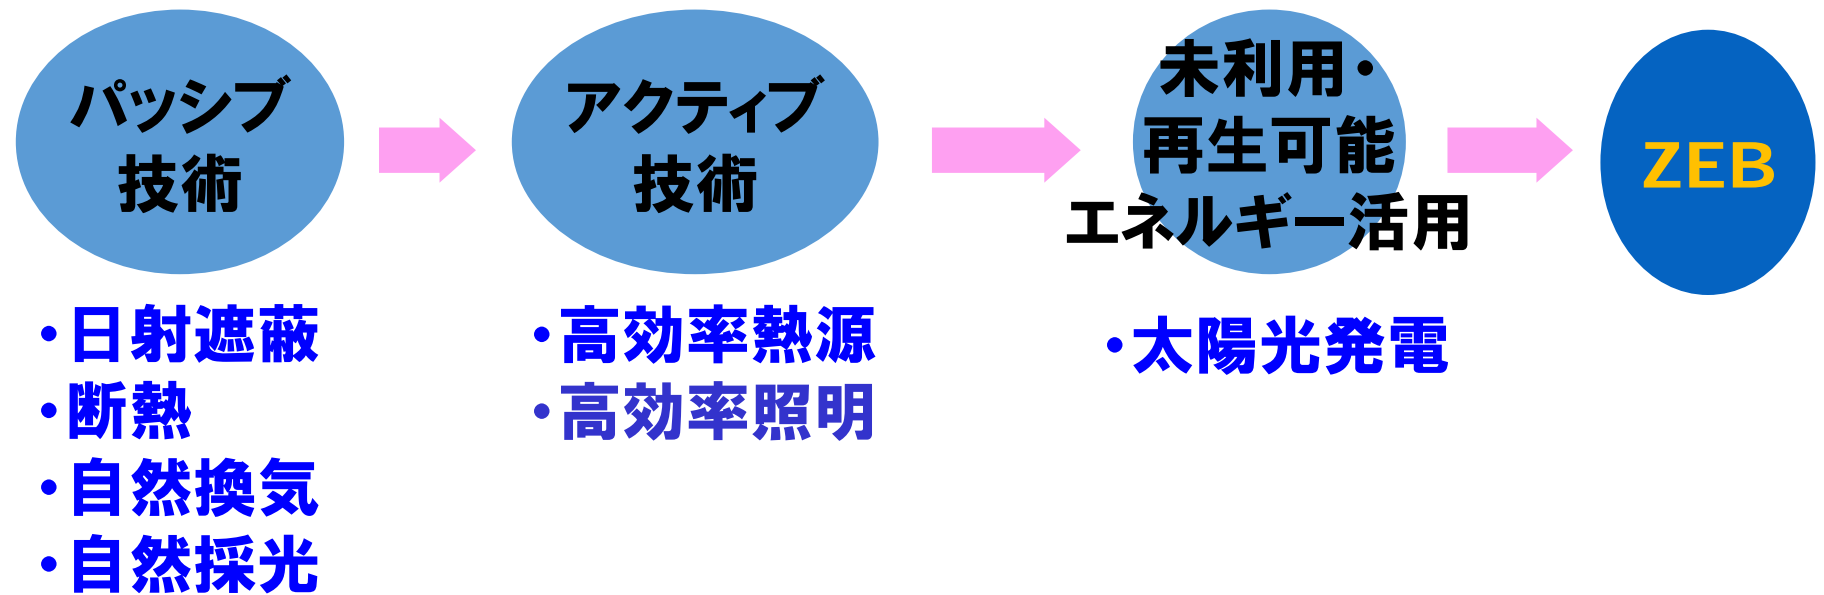 パッシブ
技術
アクティブ
技術
未利用・
再生可能
エネルギー活用
ZEB
・日射遮蔽
・断熱
・自然換気
・自然採光
・高効率熱源
・高効率照明
・太陽光発電